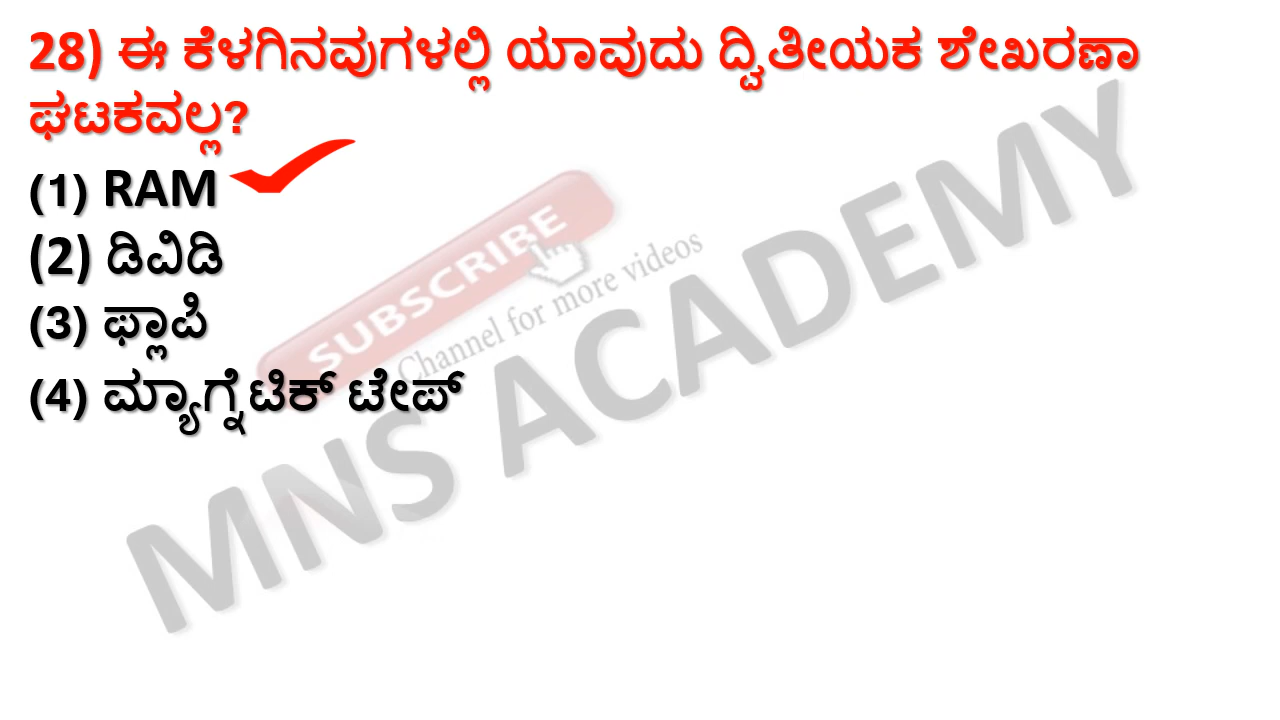 28) ಈ ಕೆಳಗಿನವುಗಳಲ್ಲಿ ಯಾವುದು ದ್ವಿತೀಯಕ ಶೇಖರಣಾ
ಘಟಕವಲ್ಲ?
(1) RAM
(2) ಡಿವಿಡಿ
(3) ಫ್ಲಾಪಿ
(4) ಮ್ಯಾಗ್ನೆಟಿಕ್ ಟೇಪ್
SUBSCRIBE
Channel for more videos
MNS ACADEMY